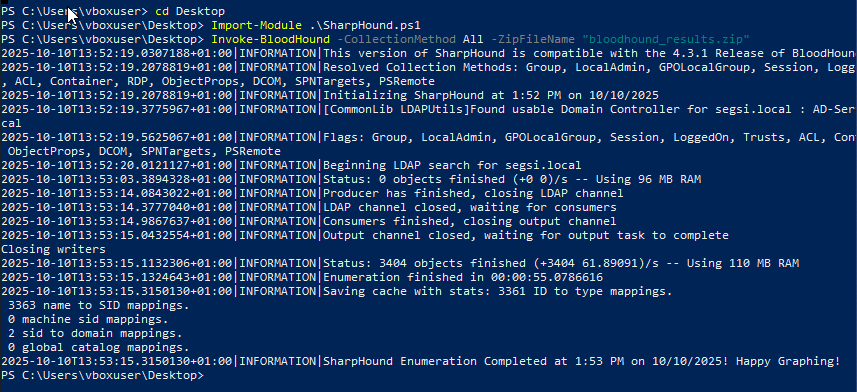 PS C:\Users\vboxuser> cd Desktop
PS C:\Users\vboxuser\Desktop> Import-Module .\SharpHound.ps1
PS C:\Users\vboxuser\Desktop> Invoke-BloodHound -CollectionMethod All -ZipFileName "bloodhound_results.zip"
2025-10-10T13:52:19.0307188+01:00|INFORMATION|This version of SharpHound is compatible with the 4.3.1 Release of BloodHoun
2025-10-10T13:52:19.2078819+01:00|INFORMATION|Resolved Collection Methods: Group, LocalAdmin, GPOLocalGroup, Session, Logg
, ACL, Container, RDP, ObjectProps, DCOM, SPNTargets, PSRemote
2025-10-10T13:52:19.2078819+01:00|INFORMATION|Initializing SharpHound at 1:52 PM on 10/10/2025
2025-10-10T13:52:19.3775967+01:00|INFORMATION|[CommonLib LDAPUtils]Found usable Domain Controller for segsi.local : AD-Ser
cal
2025-10-10T13:52:19.5625067+01:00|INFORMATION|Flags: Group, LocalAdmin, GPOLocalGroup, Session, LoggedOn, Trusts, ACL, Con
 ObjectProps, DCOM, SPNTargets, PSRemote
2025-10-10T13:52:20.0121127+01:00|INFORMATION|Beginning LDAP search for segsi.local
2025-10-10T13:53:03.3894328+01:00|INFORMATION|Status: 0 objects finished (+0 0)/s -- Using 96 MB RAM
2025-10-10T13:53:14.0843022+01:00|INFORMATION|Producer has finished, closing LDAP channel
2025-10-10T13:53:14.3777040+01:00|INFORMATION|LDAP channel closed, waiting for consumers
2025-10-10T13:53:14.9867637+01:00|INFORMATION|Consumers finished, closing output channel
2025-10-10T13:53:15.0432554+01:00|INFORMATION|Output channel closed, waiting for output task to complete
Closing writers
2025-10-10T13:53:15.1132306+01:00|INFORMATION|Status: 3404 objects finished (+3404 61.89091)/s -- Using 110 MB RAM
2025-10-10T13:53:15.1324643+01:00|INFORMATION|Enumeration finished in 00:00:55.0786616
2025-10-10T13:53:15.3150130+01:00|INFORMATION|Saving cache with stats: 3361 ID to type mappings.
 3363 name to SID mappings.
 0 machine sid mappings.
 2 sid to domain mappings.
 0 global catalog mappings.
2025-10-10T13:53:15.3150130+01:00|INFORMATION|SharpHound Enumeration Completed at 1:53 PM on 10/10/2025! Happy Graphing!
PS C:\Users\vboxuser\Desktop>